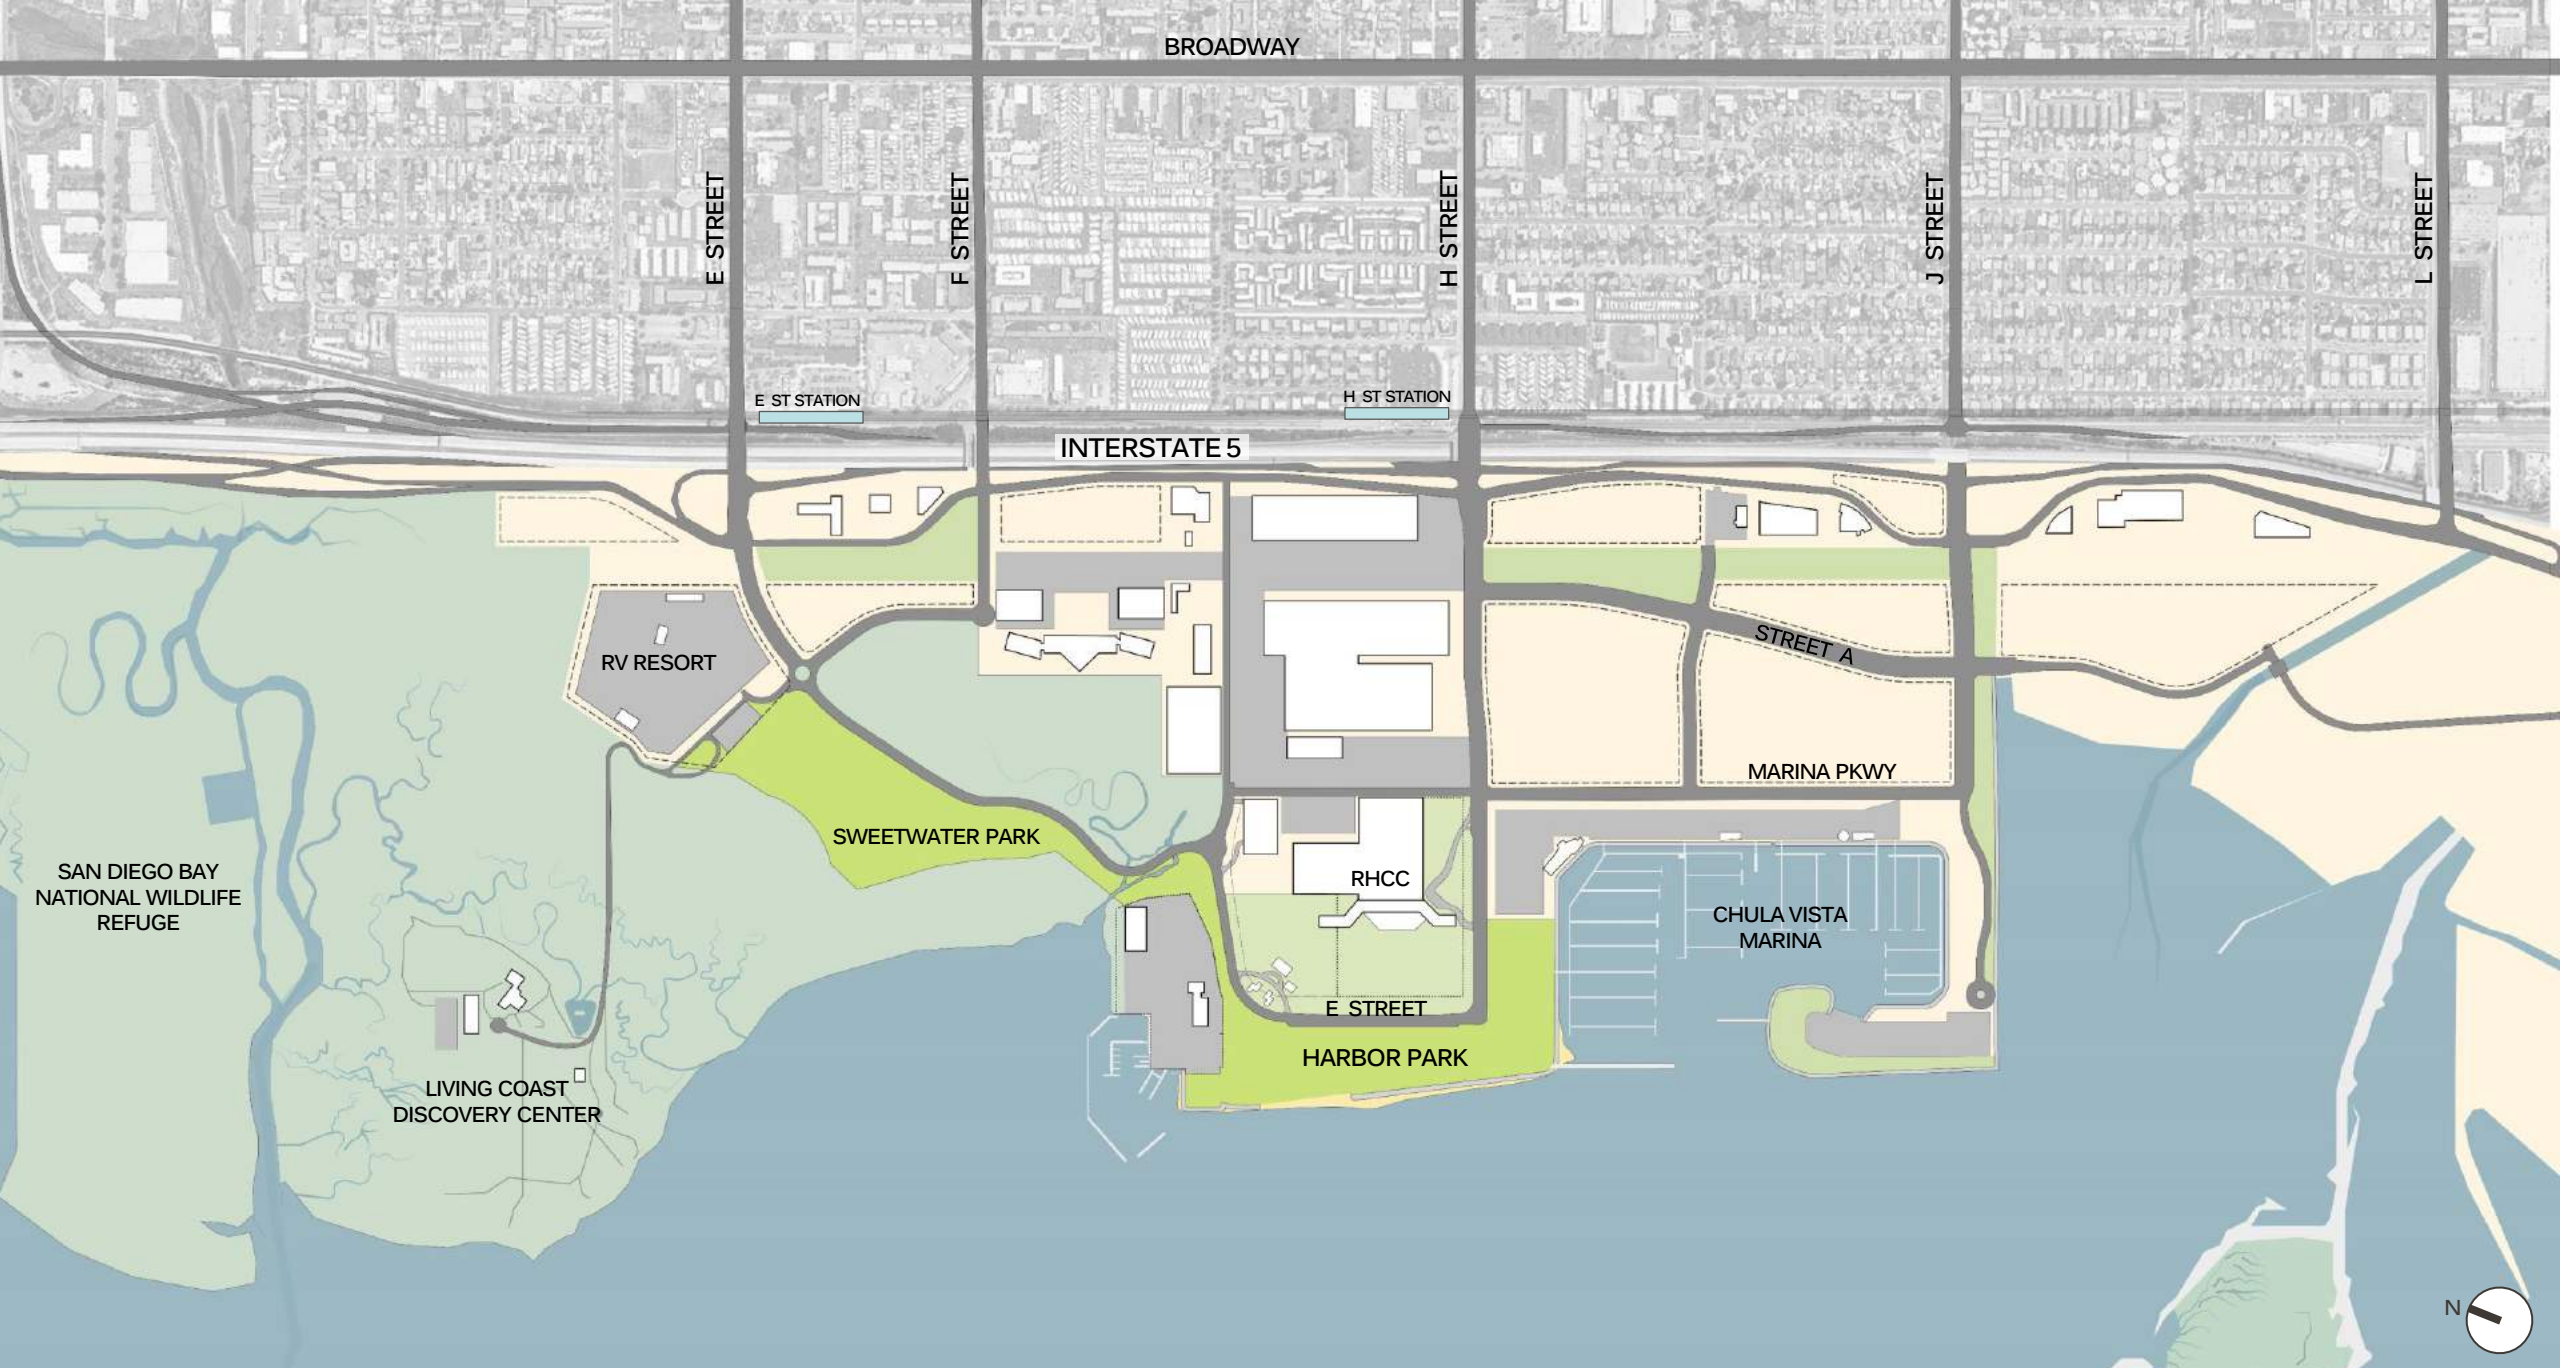 BROADWAY
E STREET
F STREET
H STREET
J STREET
L STREET
E ST STATION
H ST STATION
INTERSTATE 5
RV RESORT
STREET A
MARINA PKWY
SWEETWATER PARK
SAN DIEGO BAY
NATIONAL WILDLIFE
REFUGE
RHCC
CHULA VISTA
MARINA
E STREET
HARBOR PARK
LIVING COAST
DISCOVERY CENTER
N